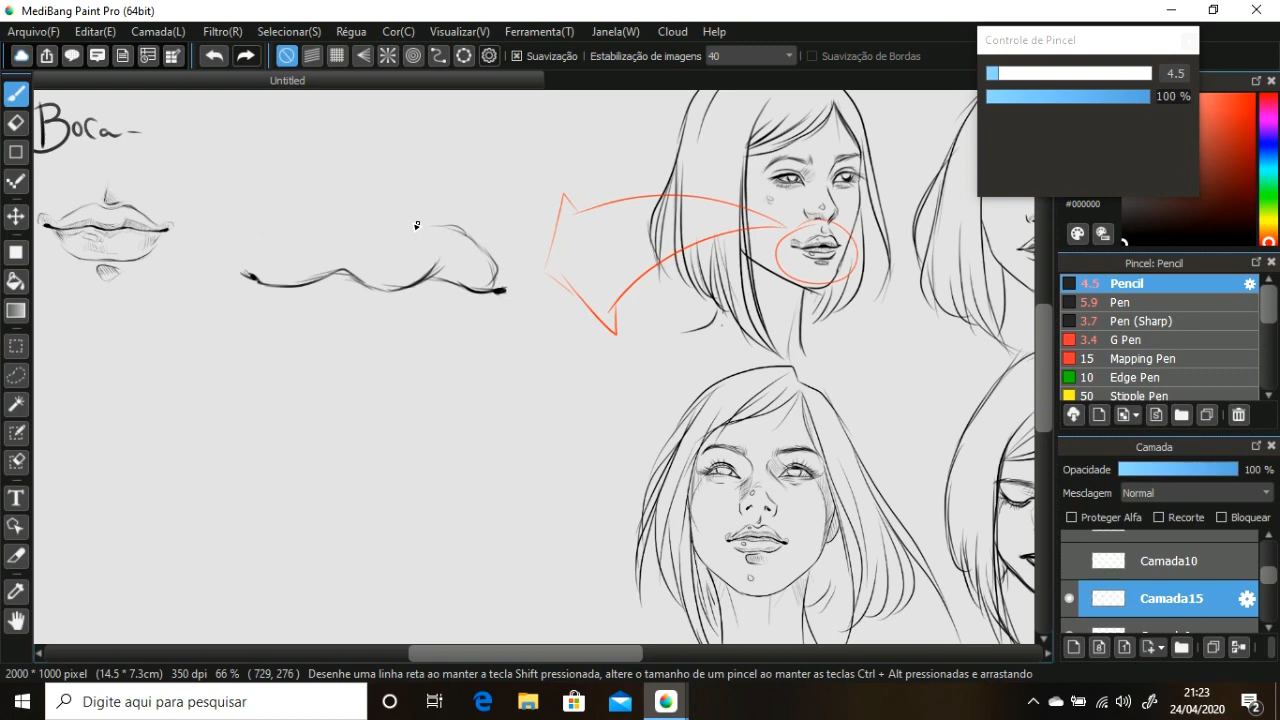 MediBang Paint Pro (64bit)
Arquivo(F) Editar(E) Camada(L) Filtro(R) Selecionar(S) Régua Cor(C) Visualizar(V) Ferramenta(T) Janela(W) Cloud Help
Suavização Estabilização de imagens 40 Suavização de Bordas
Controle de Pincel
4.5
100 %
Untitled
Boca-
#000000
Pincel: Pencil
4.5 Pencil
5.9 Pen
3.7 Pen (Sharp)
3.4 G Pen
15 Mapping Pen
10 Edge Pen
50 Stipple Pen
Camada
Opacidade 100 %
Mesclagem Normal
Proteger Alfa Recorte Bloquear
Camada10
Camada15
2000 * 1000 pixel (14.5 * 7.3cm) 350 dpi 66 % ( 729, 276 ) Desenhe uma linha reta ao manter a tecla Shift pressionada, altere o tamanho de um pincel ao manter as teclas Ctrl + Alt pressionadas e arrastando
Digite aqui para pesquisar
21:23
24/04/2020
2